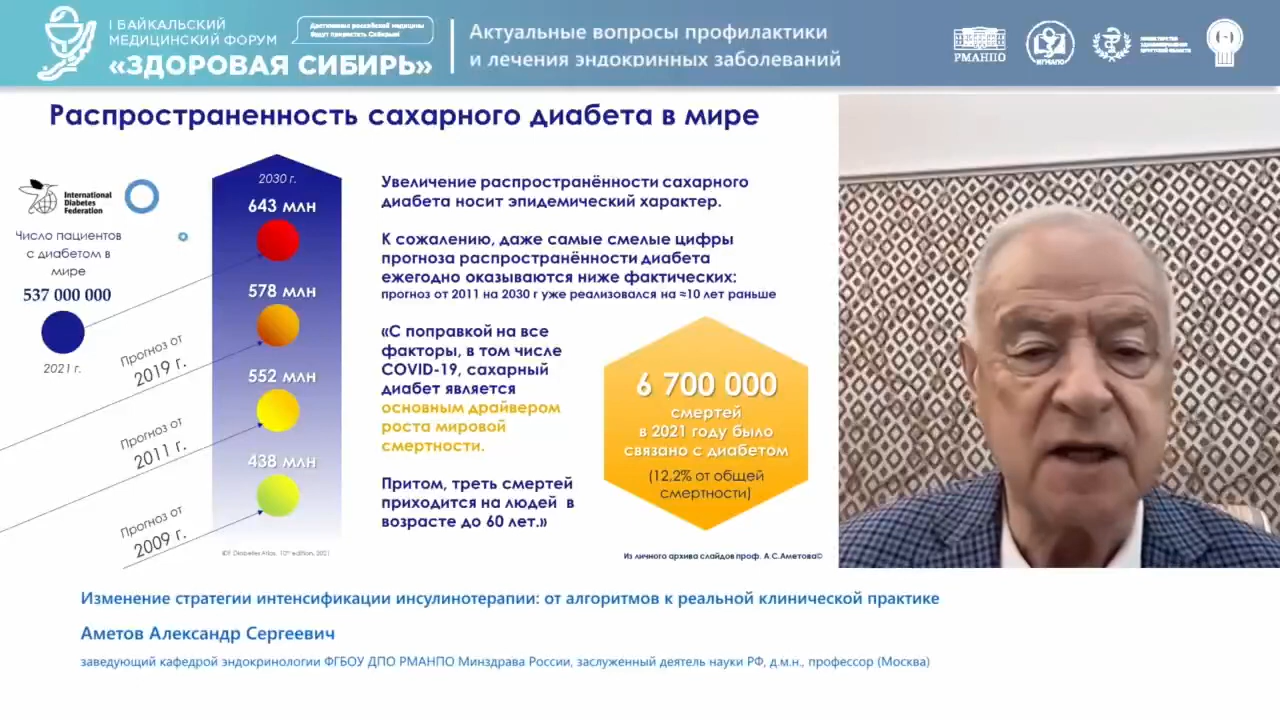 I БАЙКАЛЬСКИЙ
МЕДИЦИНСКИЙ ФОРУМ
«ЗДОРОВАЯ СИБИРЬ»
Достижения российской медицины
будут прирастать Сибирью!
Актуальные вопросы профилактики
и лечения эндокринных заболеваний
РМАНПО
ИГМАПО
Распространенность сахарного диабета в мире
International
Diabetes
Federation
Число пациентов
с диабетом в
мире
537 000 000
2021 г.
2030 г.
643 млн
578 млн
552 млн
438 млн
Прогноз от
2019 г.
Прогноз от
2011 г.
Прогноз от
2009 г.
IDF Diabetes Atlas, 10th edition, 2021
Увеличение распространённости сахарного
диабета носит эпидемический характер.
К сожалению, даже самые смелые цифры
прогноза распространённости диабета
ежегодно оказываются ниже фактических:
прогноз от 2011 на 2030 г уже реализовался на ≈10 лет раньше
«С поправкой на все
факторы, в том числе
COVID-19, сахарный
диабет является
основным драйвером
роста мировой
смертности.
Притом, треть смертей
приходится на людей в
возрасте до 60 лет.»
6 700 000
смертей
в 2021 году было
связано с диабетом
(12,2% от общей
смертности)
Из личного архива слайдов проф. А.С.Аметова©
Изменение стратегии интенсификации инсулинотерапии: от алгоритмов к реальной клинической практике
Аметов Александр Сергеевич
заведующий кафедрой эндокринологии ФГБОУ ДПО РМАНПО Минздрава России, заслуженный деятель науки РФ, д.м.н., профессор (Москва)